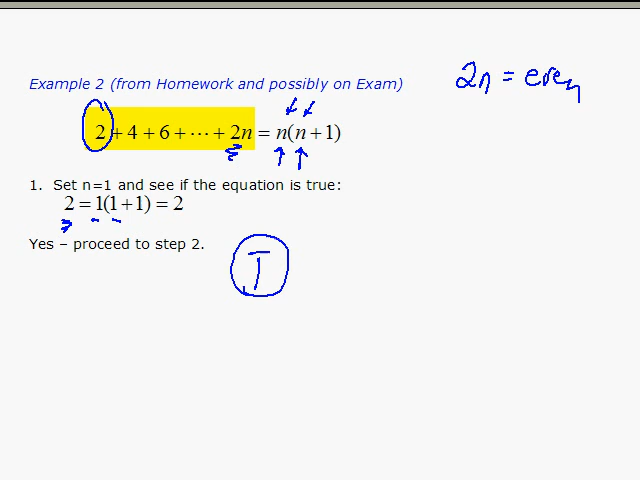 Example 2 (from Homework and possibly on Exam)
2n = even
2 + 4 + 6 + ⋯ + 2n = n(n + 1)
1. Set n=1 and see if the equation is true:
2 = 1(1 + 1) = 2
Yes – proceed to step 2.
T